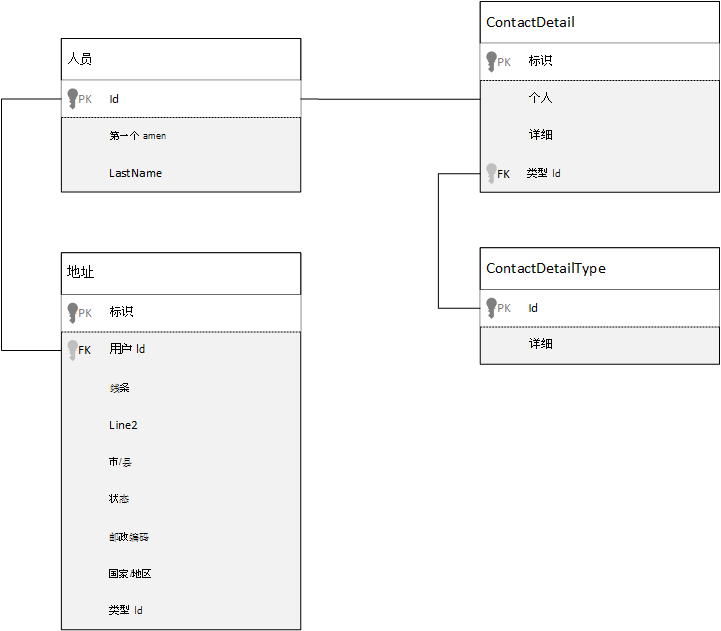 人员
PK Id
第一个 amen
LastName
地址
PK 标识
FK 用户 Id
线条
Line2
市/县
状态
邮政编码
国家/地区
类型 Id
ContactDetail
PK 标识
个人
详细
FK 类型 Id
ContactDetailType
PK Id
详细